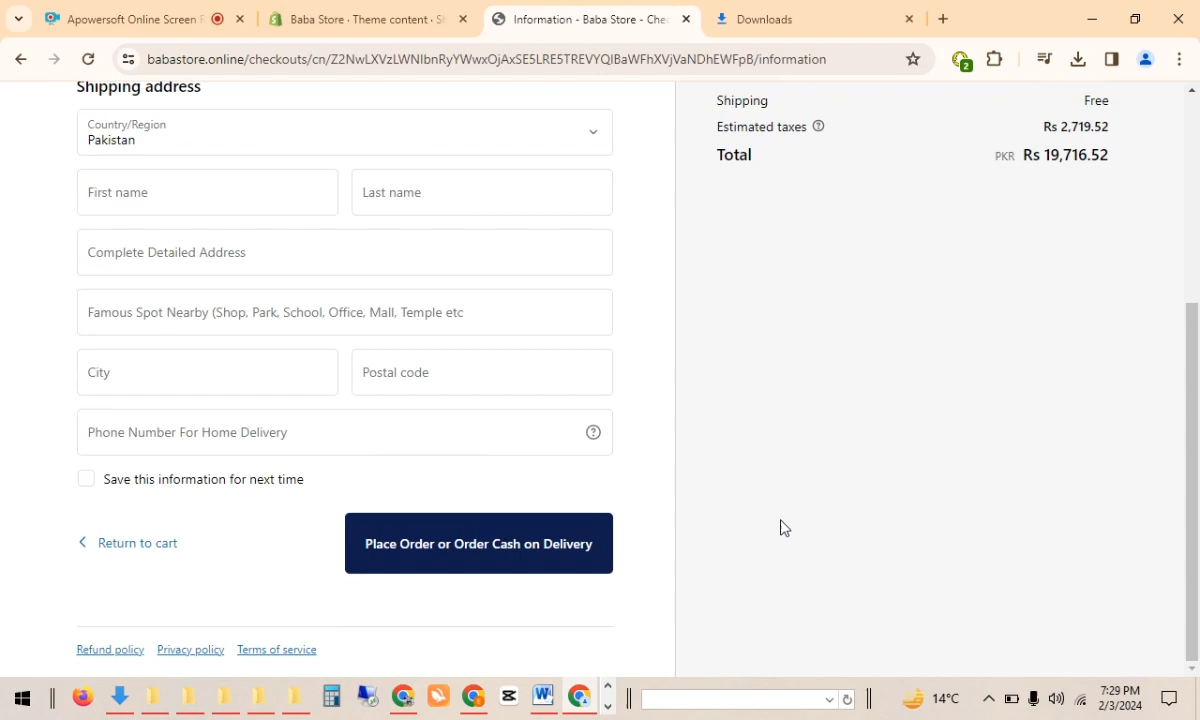 Apowersoft Online Screen R
Baba Store · Theme content · Sh
Information - Baba Store - Chec
Downloads
babastore.online/checkouts/cn/Z2NwLXVzLWNlbnRyYWwxOjAxSE5LRE5TREVYQlBaWFhXVjVaNDhEWFpB/information
2
Shipping address
Country/Region
Pakistan
First name
Last name
Complete Detailed Address
Famous Spot Nearby (Shop, Park, School, Office, Mall, Temple etc
City
Postal code
Phone Number For Home Delivery
Save this information for next time
Return to cart
Place Order or Order Cash on Delivery
Refund policy Privacy policy Terms of service
Shipping Free
Estimated taxes Rs 2,719.52
Total PKR Rs 19,716.52
14°C
7:29 PM
2/3/2024